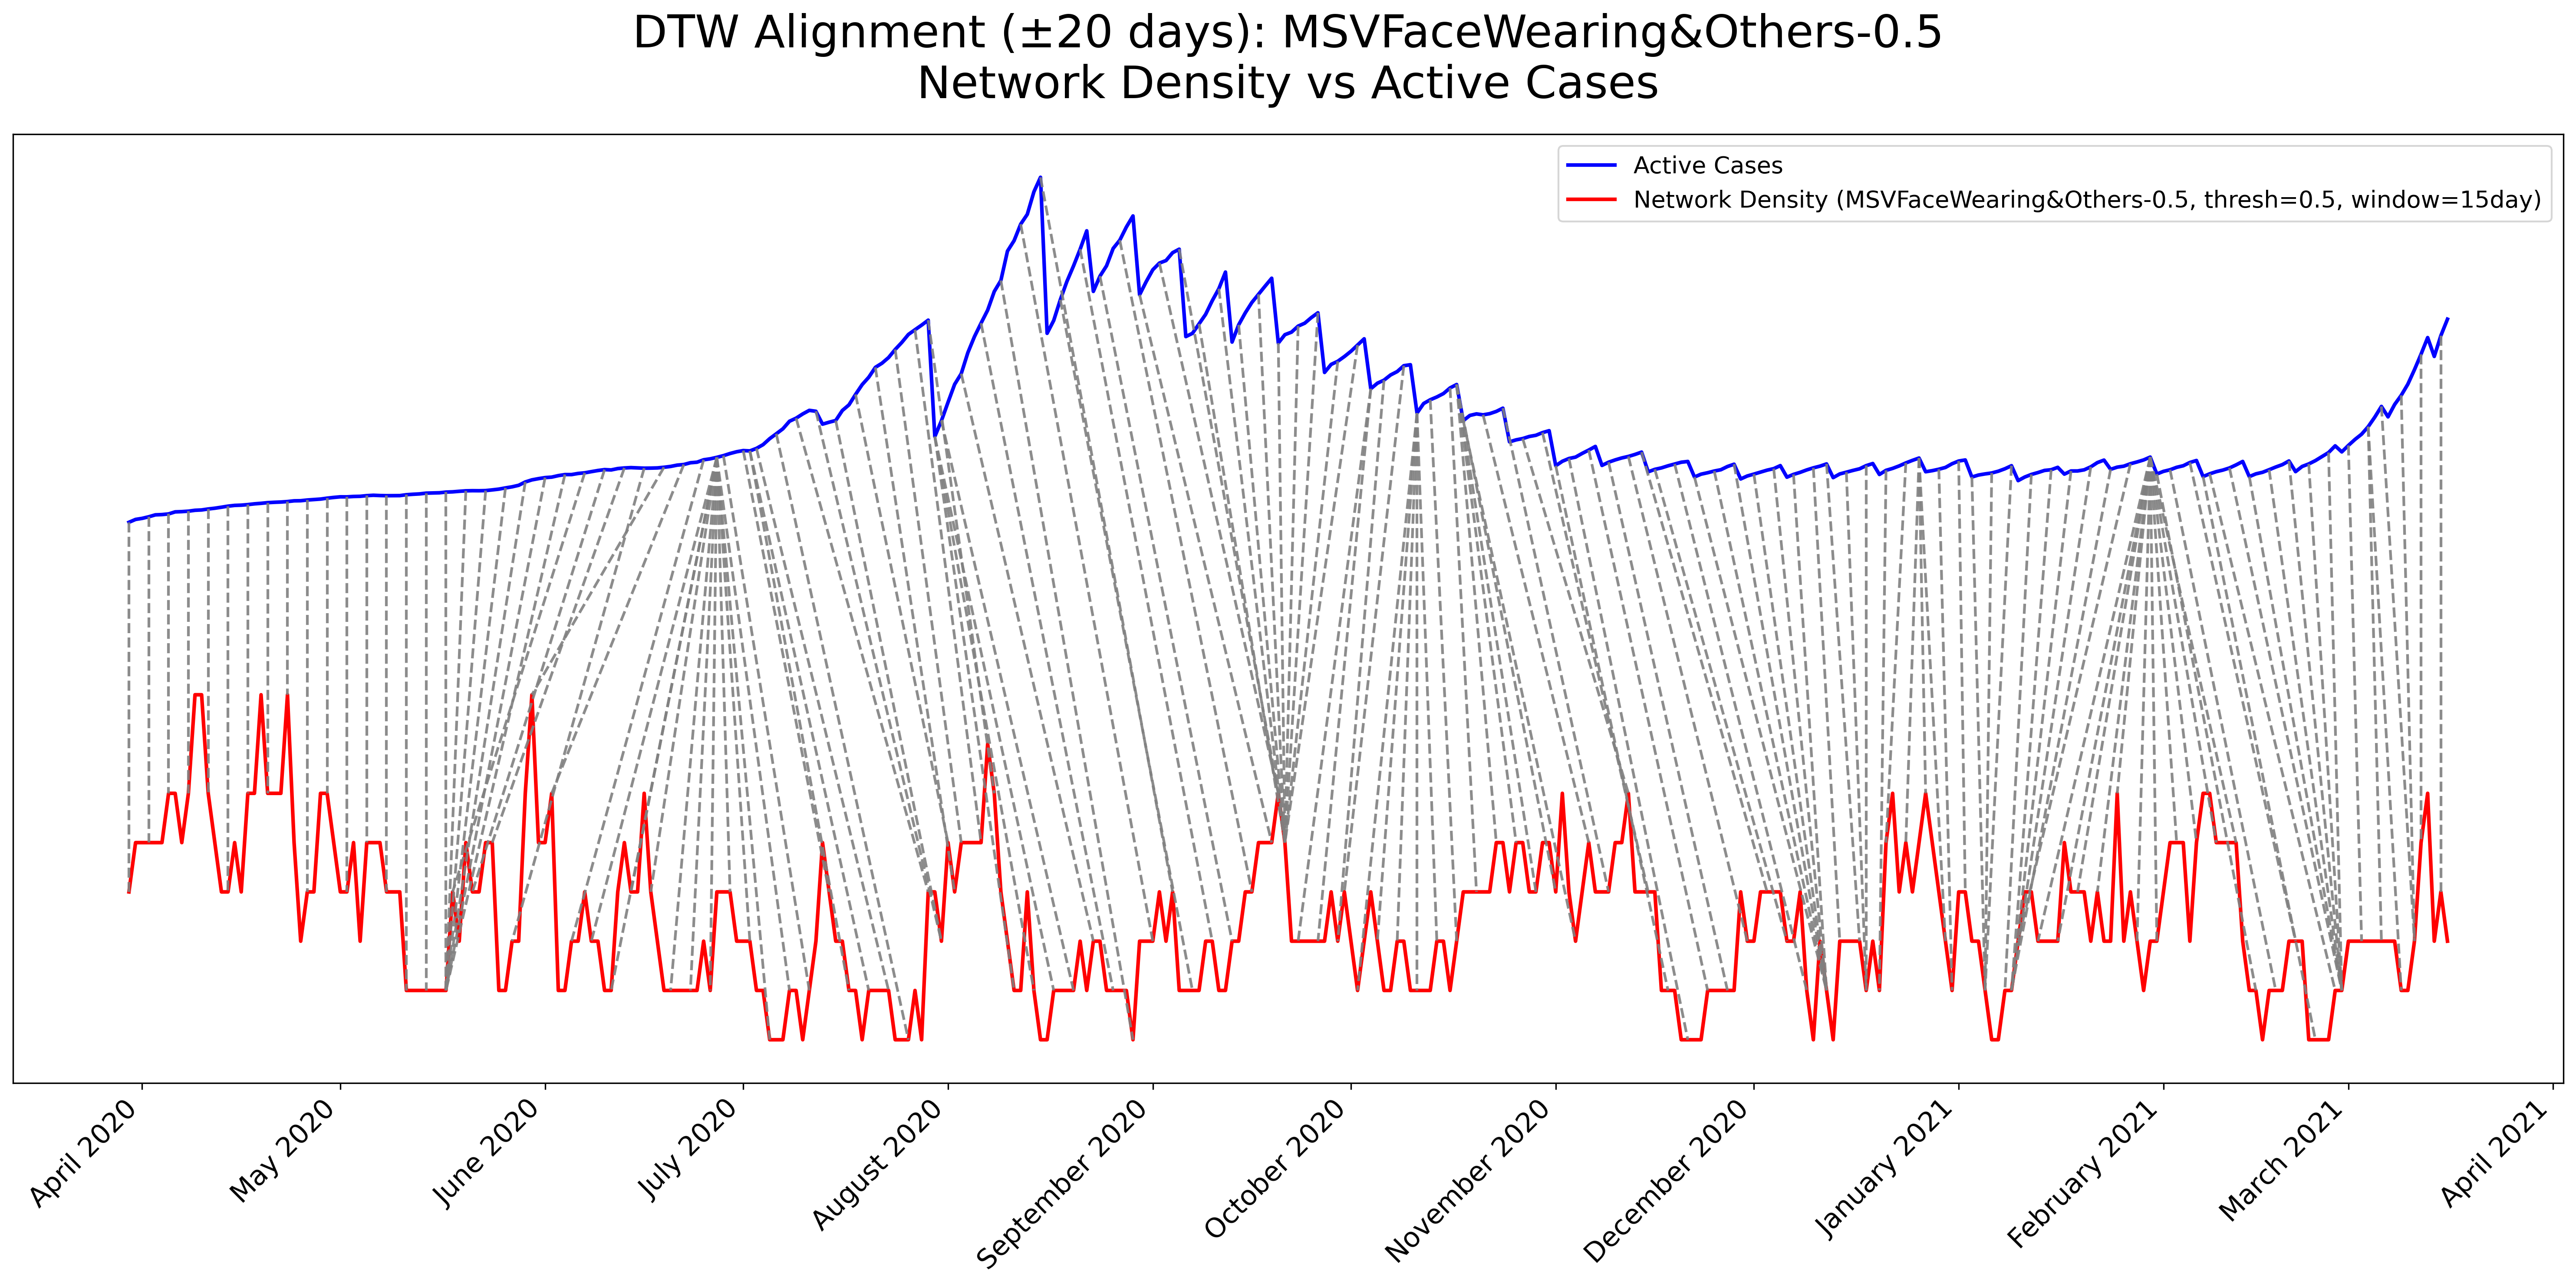 DTW Alignment (±20 days): MSVFaceWearing&Others-0.5
Network Density vs Active Cases
Active Cases
Network Density (MSVFaceWearing&Others-0.5, thresh=0.5, window=15day)
April 2020
May 2020
June 2020
July 2020
August 2020
September 2020
October 2020
November 2020
December 2020
January 2021
February 2021
March 2021
April 2021